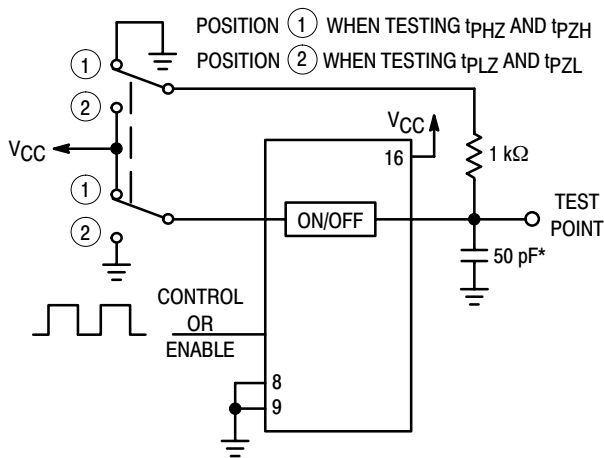 POSITION 1 WHEN TESTING tPHZ AND tPZH
POSITION 2 WHEN TESTING tPLZ AND tPZL
1
2
VCC
VCC
16
1 kΩ
1
2
ON/OFF
TEST
POINT
50 pF*
CONTROL
OR
ENABLE
8
9